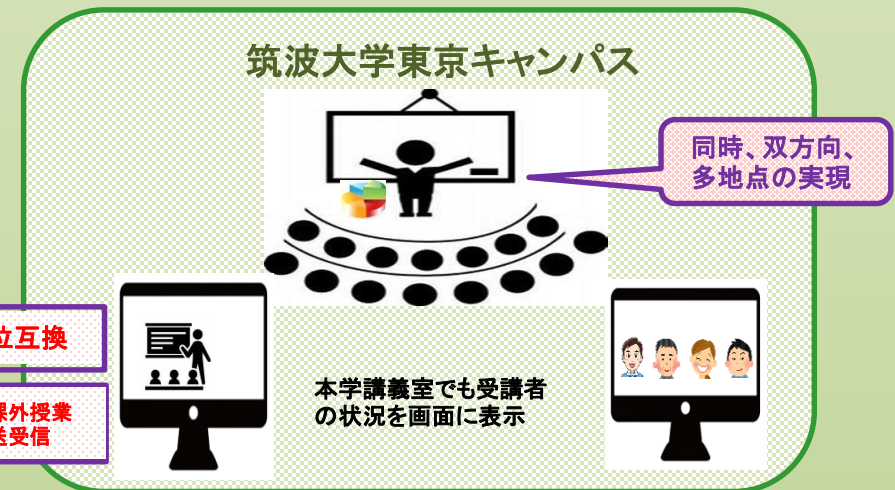 筑波大学東京キャンパス
同時、双方向、
多地点の実現
位互換
課外授業
送受信
本学講義室でも受講者
の状況を画面に表示